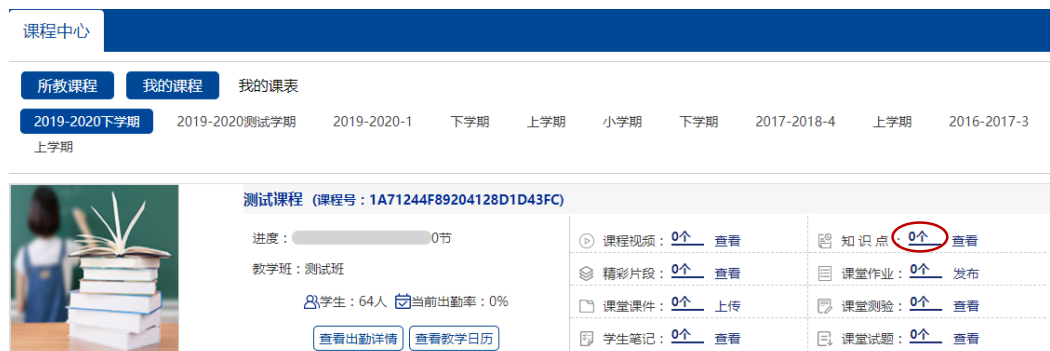 课程中心
所教课程 我的课程 我的课表
2019-2020下学期 2019-2020测试学期 2019-2020-1 下学期 上学期 小学期 下学期 2017-2018-4 上学期 2016-2017-3
上学期
测试课程 (课程号：1A71244F89204128D1D43FC)
进度： 0节
课程视频： 0个 查看 知 识 点： 0个 查看
教学班：测试班
精彩片段： 0个 查看 课堂作业： 0个 发布
学生：64人 当前出勤率：0%
课堂课件： 0个 上传 课堂测验： 0个 查看
查看出勤详情 查看教学日历
学生笔记： 0个 查看 课堂试题： 0个 查看